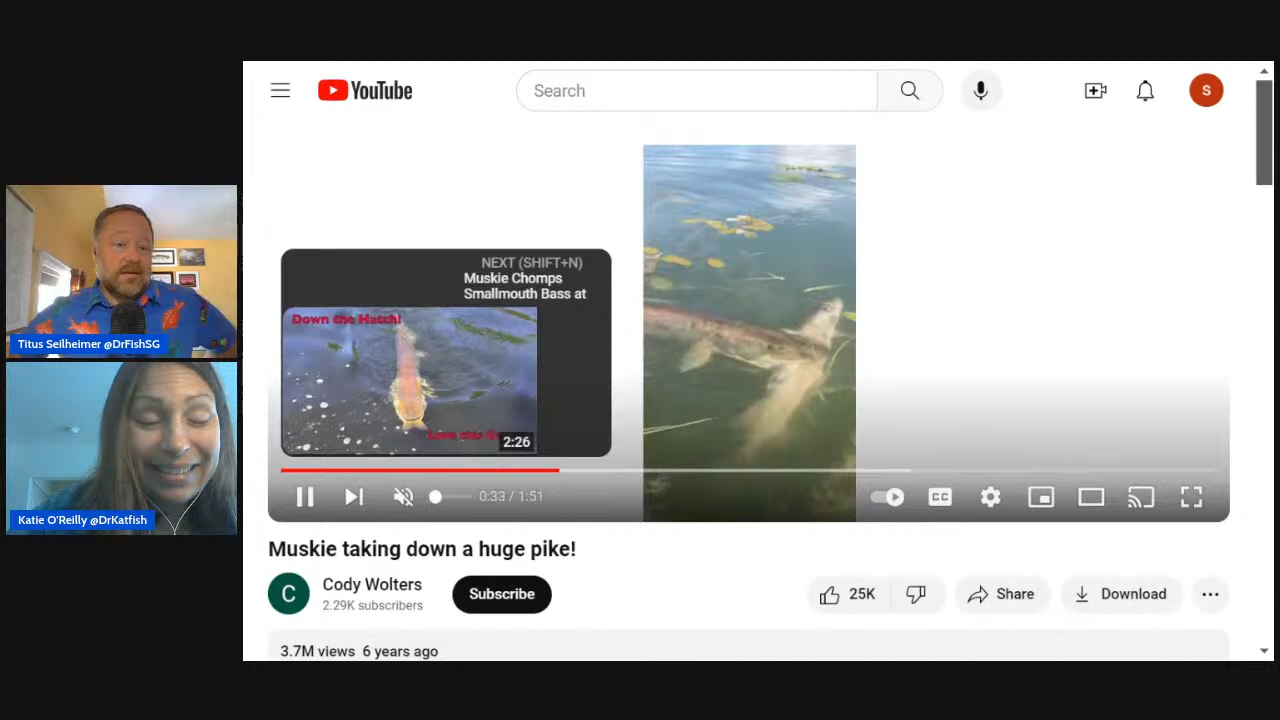 YouTube
Search
S
NEXT (SHIFT+N)
Muskie Chomps
Smallmouth Bass at
Down the Hatch!
2:26
0:33 / 1:51
CC
Titus Seilheimer @DrFishSG
Katie O'Reilly @DrKatfish
Muskie taking down a huge pike!
C
Cody Wolters
2.29K subscribers
Subscribe
25K
Share
Download
3.7M views 6 years ago